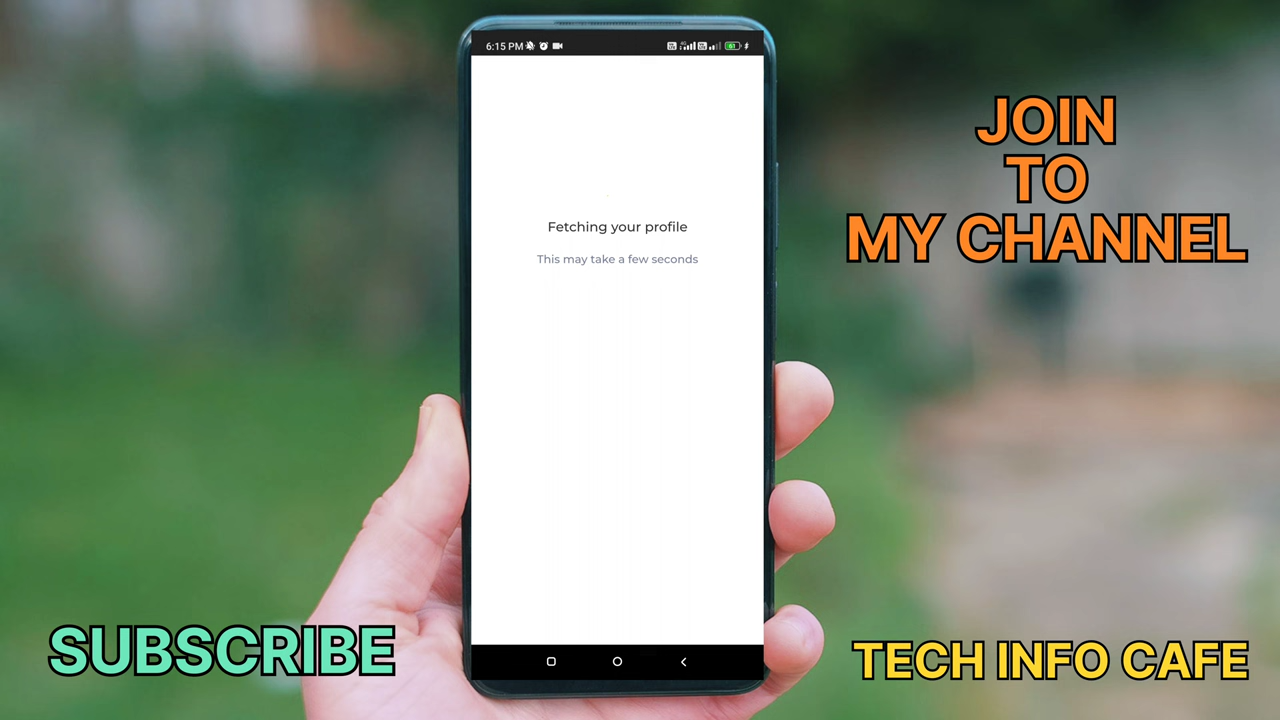 6:15 PM
61
Fetching your profile
This may take a few seconds
JOIN
TO
MY CHANNEL
SUBSCRIBE
TECH INFO CAFE